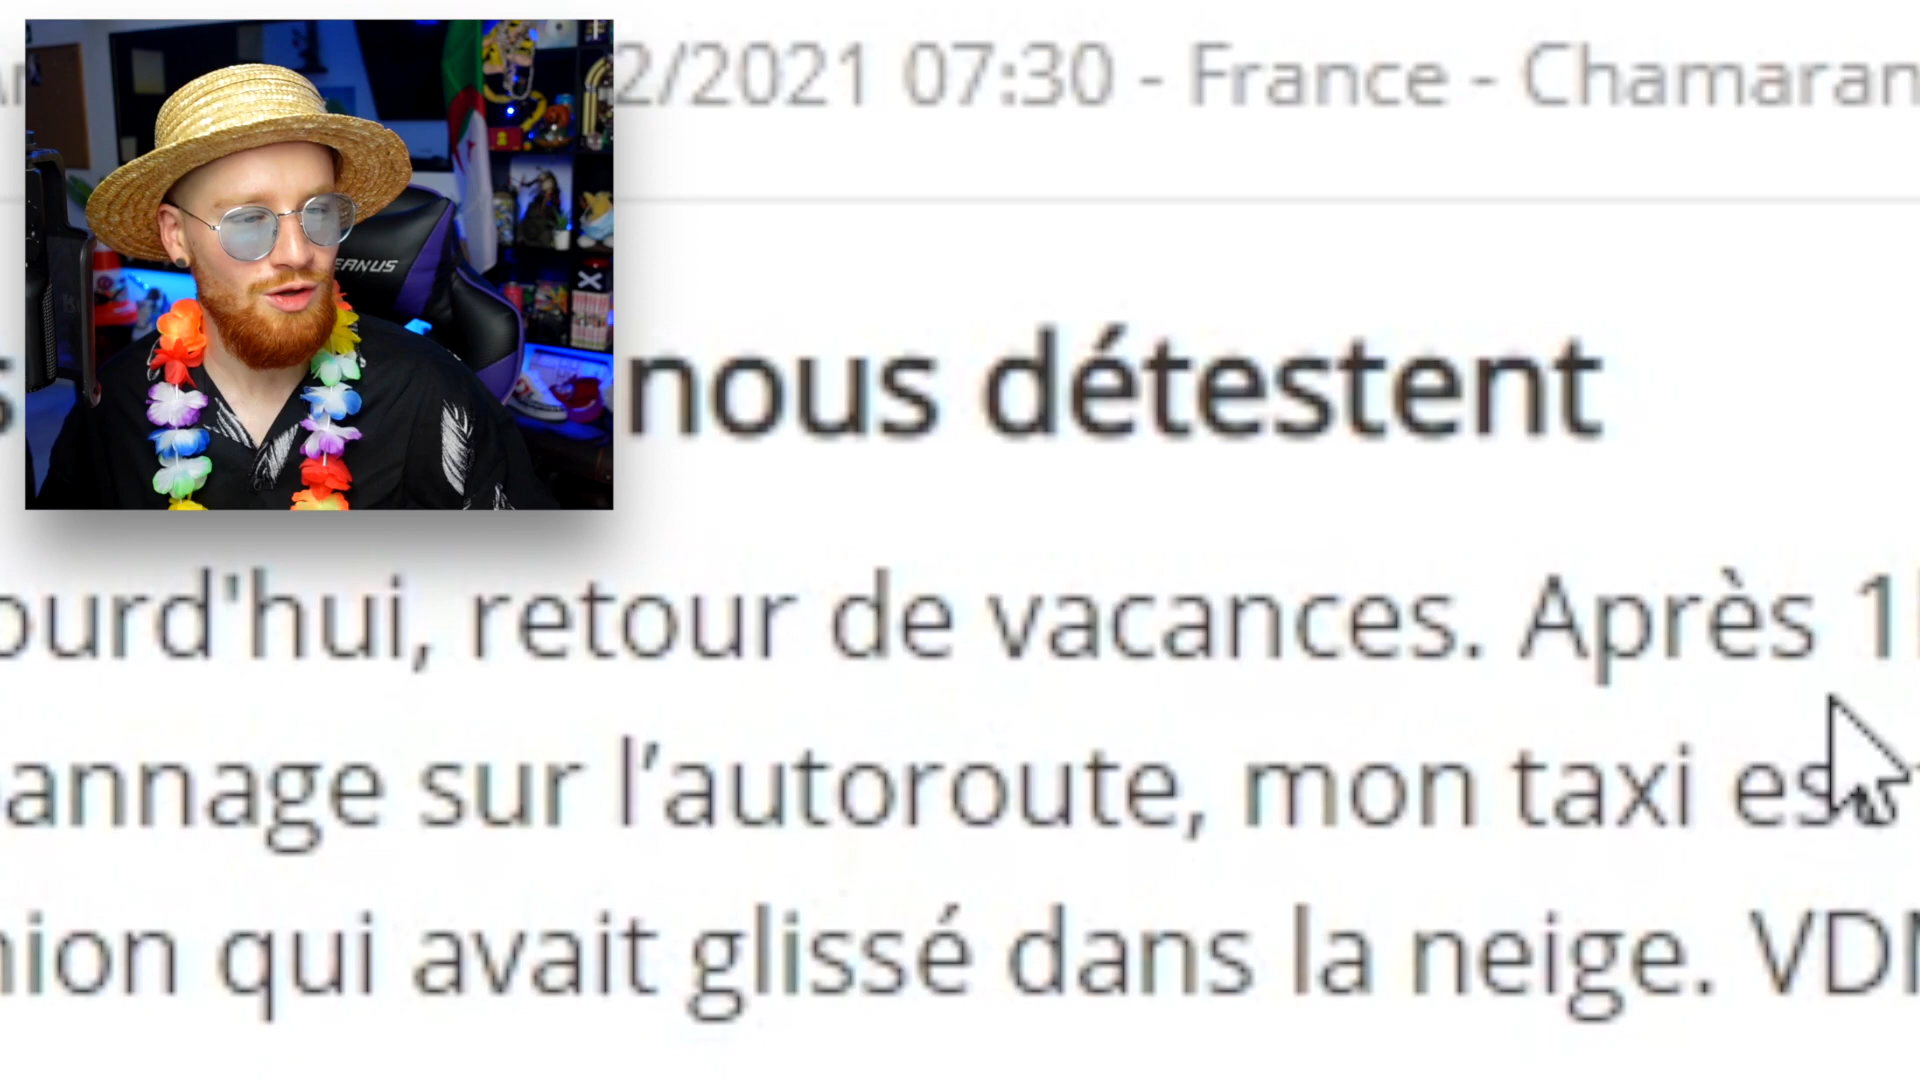 2/2021 07:30 - France - Chamaran
nous détestent
ourd'hui, retour de vacances. Après 1
annage sur l’autoroute, mon taxi es
nion qui avait glissé dans la neige. VD